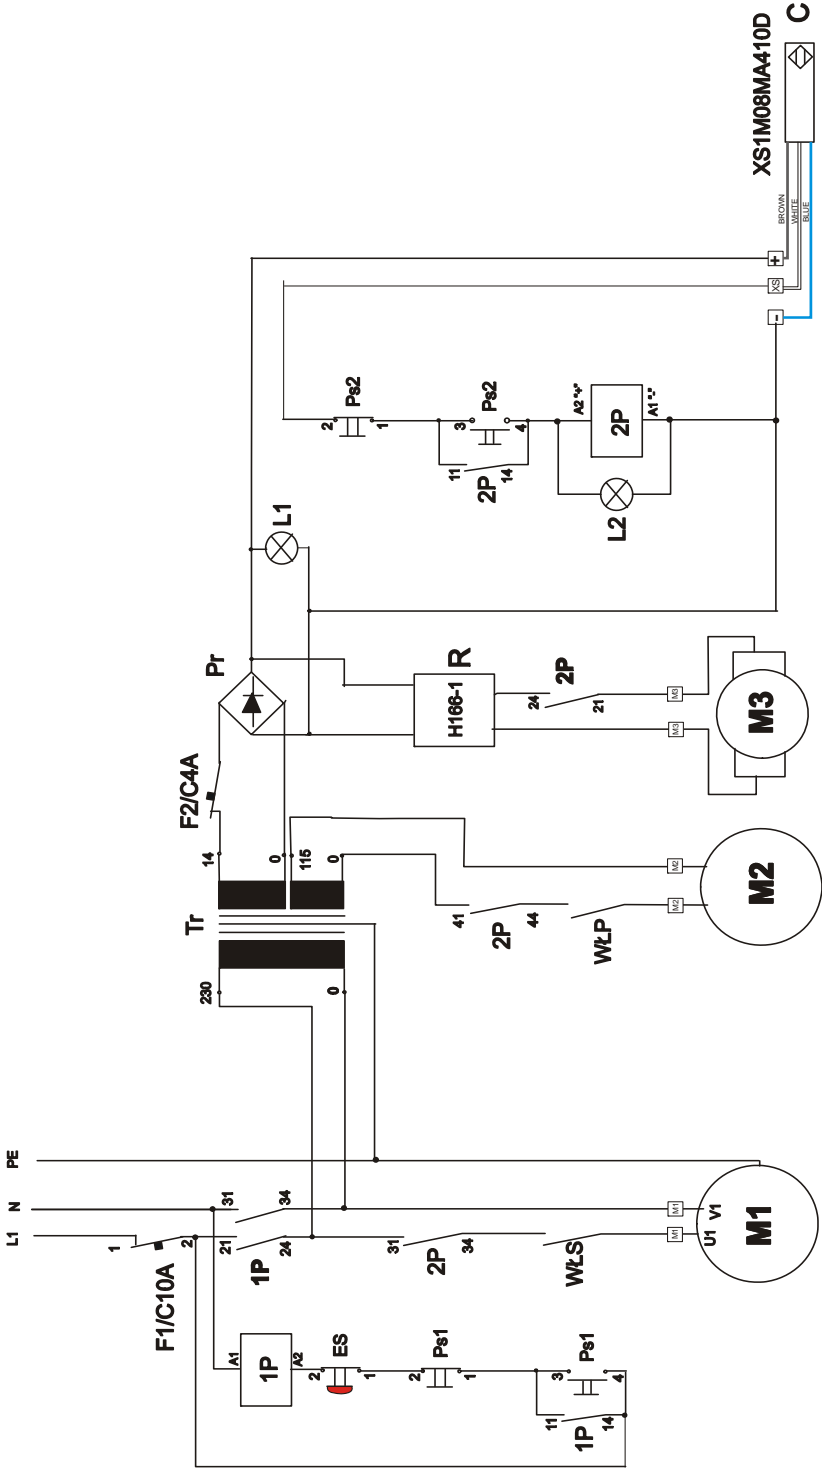 L1
N
PE
F1/C10A
1
2
21
31
1P
24
34
A1
1P
A2
ES
2
1
Ps1
2
1
Ps1
3
4
1P
11
14
31
2P
34
WŁS
M1
M1
U1
V1
M1
230
0
Tr
14
0
115
0
F2/C4A
41
2P
44
WŁP
M2
M2
M2
Pr
L1
H166-1
R
24
2P
21
M3
M3
M3
Ps2
2
1
Ps2
3
4
2P
11
14
A2 "+"
2P
A1 "-"
L2
+
XS
-
BROWN
WHITE
BLUE
XS1M08MA410D
C